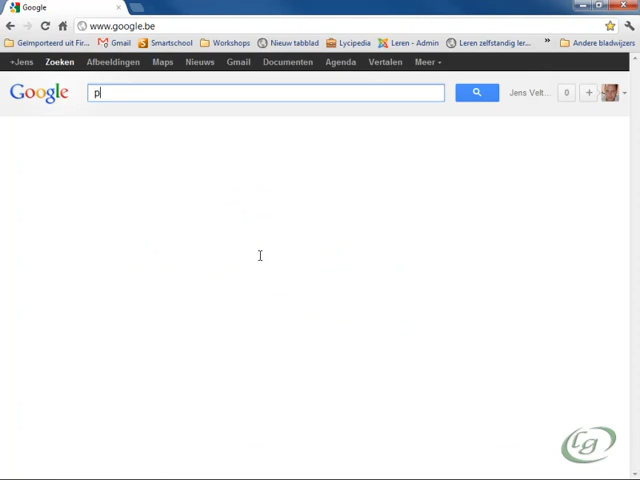 Google
www.google.be
Geïmporteerd uit Fir... Gmail Smartschool Workshops Nieuw tabblad Lycipedia Leren - Admin Leren zelfstandig ler... » Andere bladwijzers
+Jens Zoeken Afbeeldingen Maps Nieuws Gmail Documenten Agenda Vertalen Meer
Google p Jens Velt... 0 +
lg